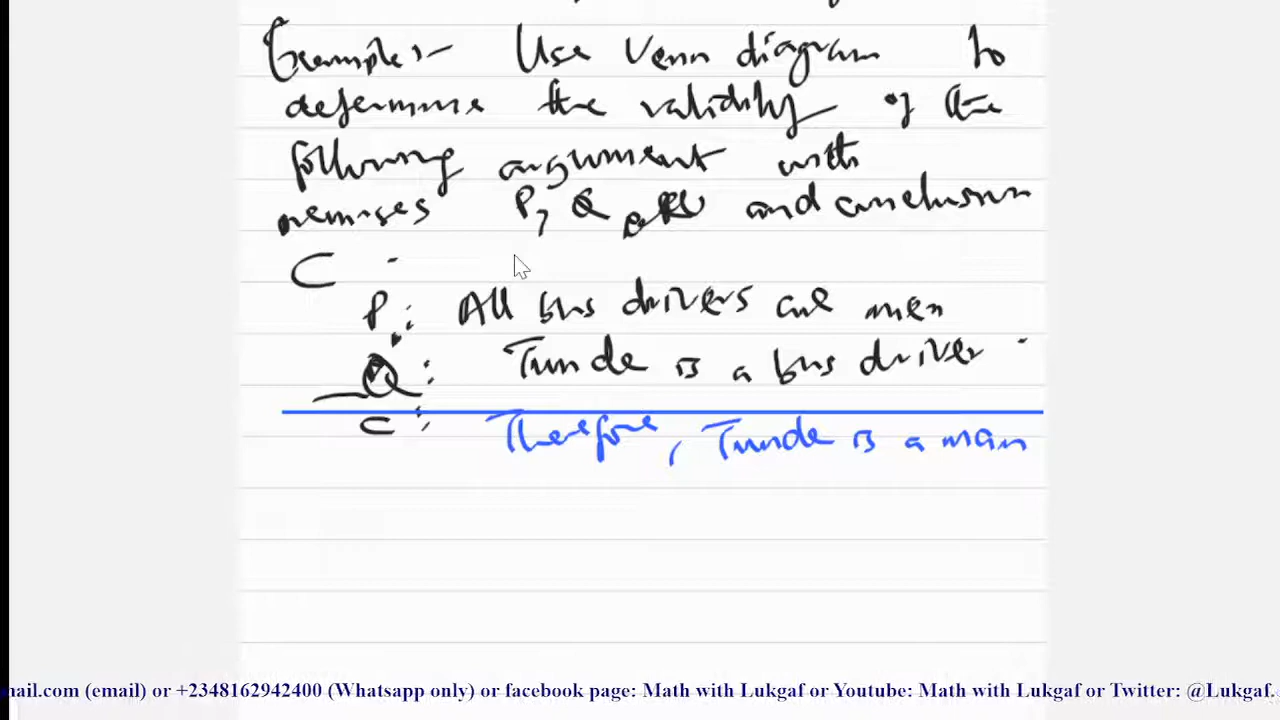 Example:- Use Venn diagram to
determine the validity of the
following argument with
premises P, Q and conclusion
C
P: All bus drivers are men
Q: Tunde is a bus driver.
C: Therefore, Tunde is a man
mail.com (email) or +2348162942400 (Whatsapp only) or facebook page: Math with Lukgaf or Youtube: Math with Lukgaf or Twitter: @Lukgaf.